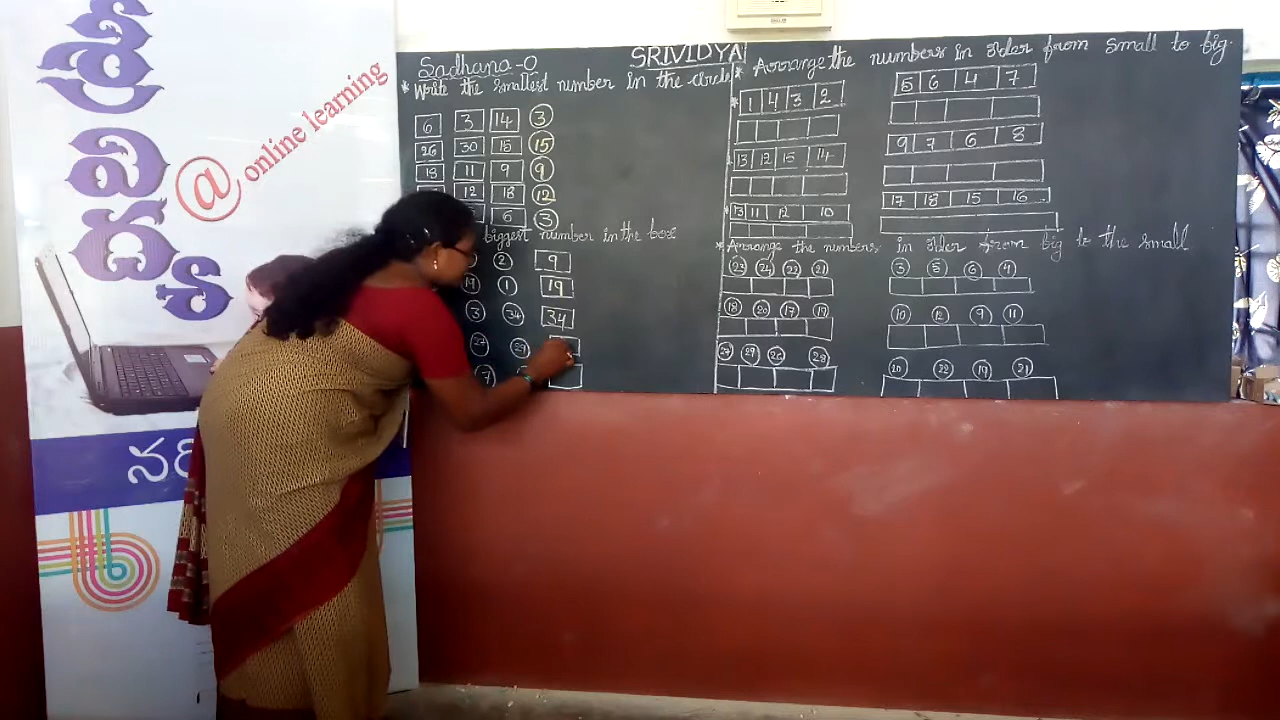 శ్రీవిద్య
@ online learning
నర
SRIVIDYA
Sadhana-0
* Write the smallest number in the circle
6 3 14 3
26 30 15 15
18 11 9 9
12 18 12
6 3
biggest number in the box
2 9
19 1 19
3 34 34
29
7
* Arrange the numbers in order from small to big.
* 1 4 3 2
13 12 15 14
* 13 11 12 10
5 6 4 7
9 7 6 8
17 18 15 16
* Arrange the numbers in order from big to the small
23 24 22 21
18 20 17 19
27 29 26 28
3 5 6 4
10 12 9 11
20 22 19 21